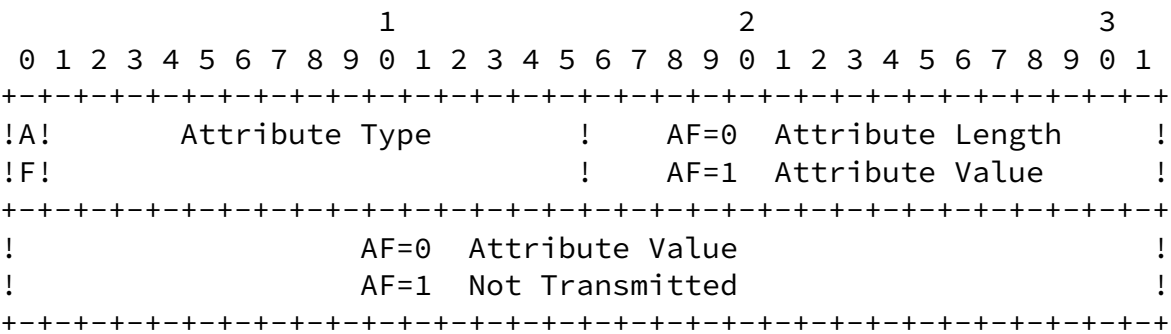 1                   2                   3
 0 1 2 3 4 5 6 7 8 9 0 1 2 3 4 5 6 7 8 9 0 1 2 3 4 5 6 7 8 9 0 1
+-+-+-+-+-+-+-+-+-+-+-+-+-+-+-+-+-+-+-+-+-+-+-+-+-+-+-+-+-+-+-+-+
!A!       Attribute Type        !    AF=0  Attribute Length     !
!F!                             !    AF=1  Attribute Value      !
+-+-+-+-+-+-+-+-+-+-+-+-+-+-+-+-+-+-+-+-+-+-+-+-+-+-+-+-+-+-+-+-+
!                   AF=0  Attribute Value                       !
!                   AF=1  Not Transmitted                       !
+-+-+-+-+-+-+-+-+-+-+-+-+-+-+-+-+-+-+-+-+-+-+-+-+-+-+-+-+-+-+-+-+